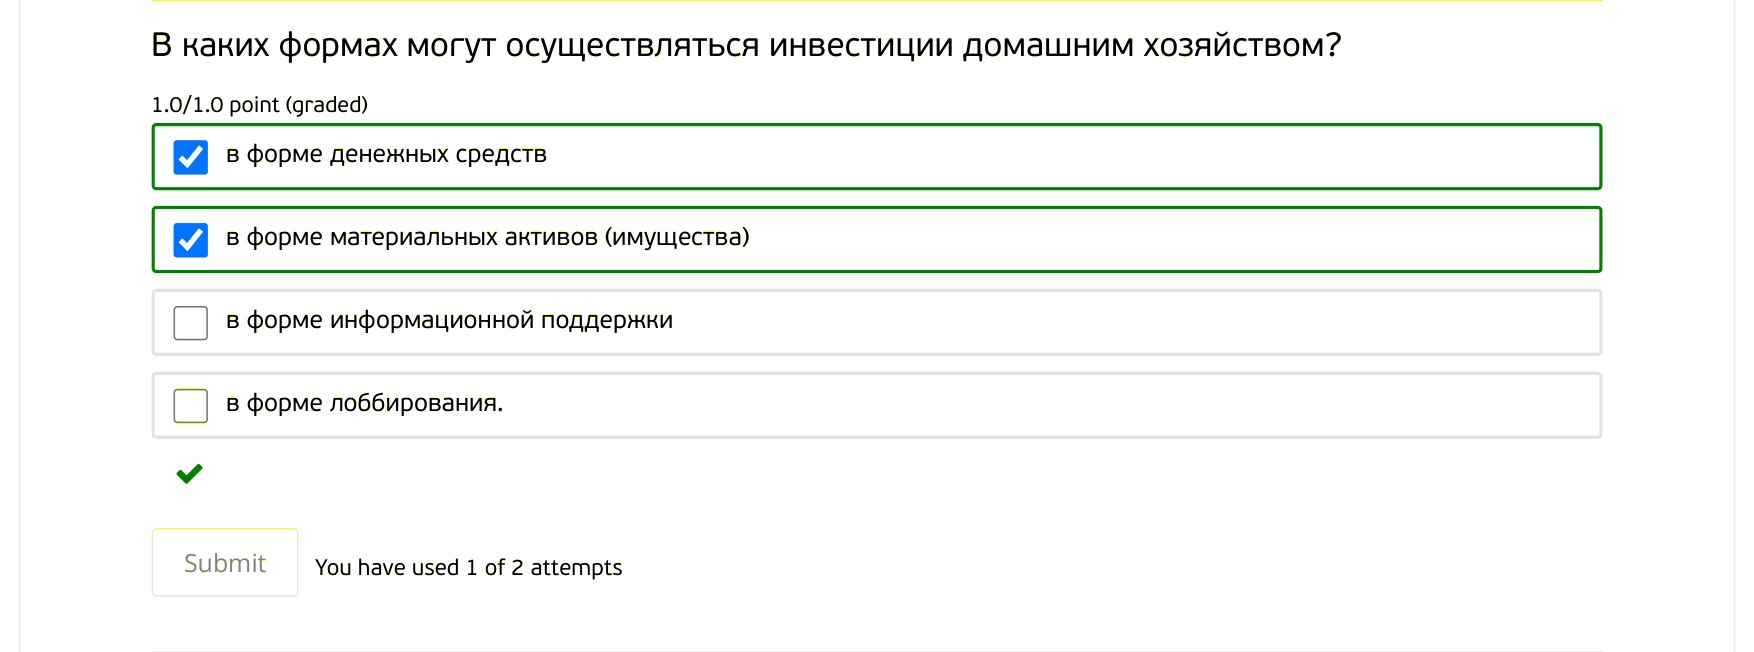 В каких формах могут осуществляться инвестиции домашним хозяйством?
1.0/1.0 point (graded)
в форме денежных средств
в форме материальных активов (имущества)
в форме информационной поддержки
в форме лоббирования.
Submit
You have used 1 of 2 attempts